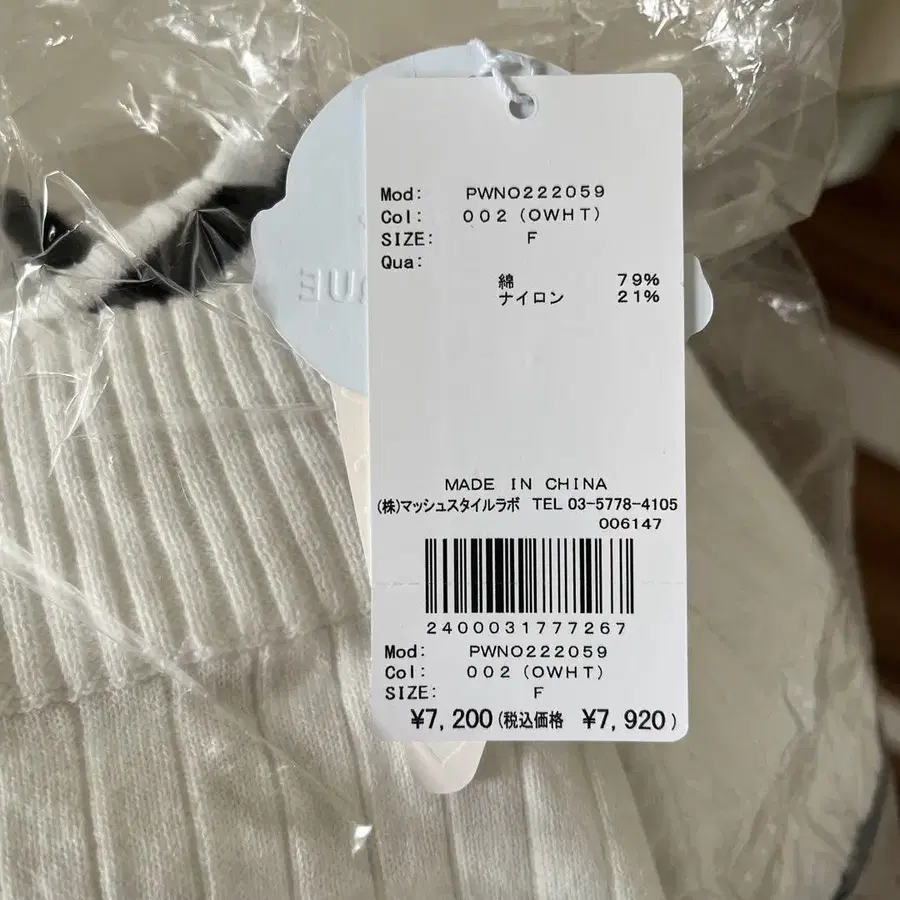 Mod: PWNO222059
Col: 002(OWHT)
SIZE: F
Qua:
綿 79%
ナイロン 21%
MADE IN CHINA
(株)マッシュスタイルラボ TEL 03-5778-4105
006147
2400031777267
Mod: PWNO222059
Col: 002(OWHT)
SIZE: F
¥7,200(税込価格 ¥7,920)